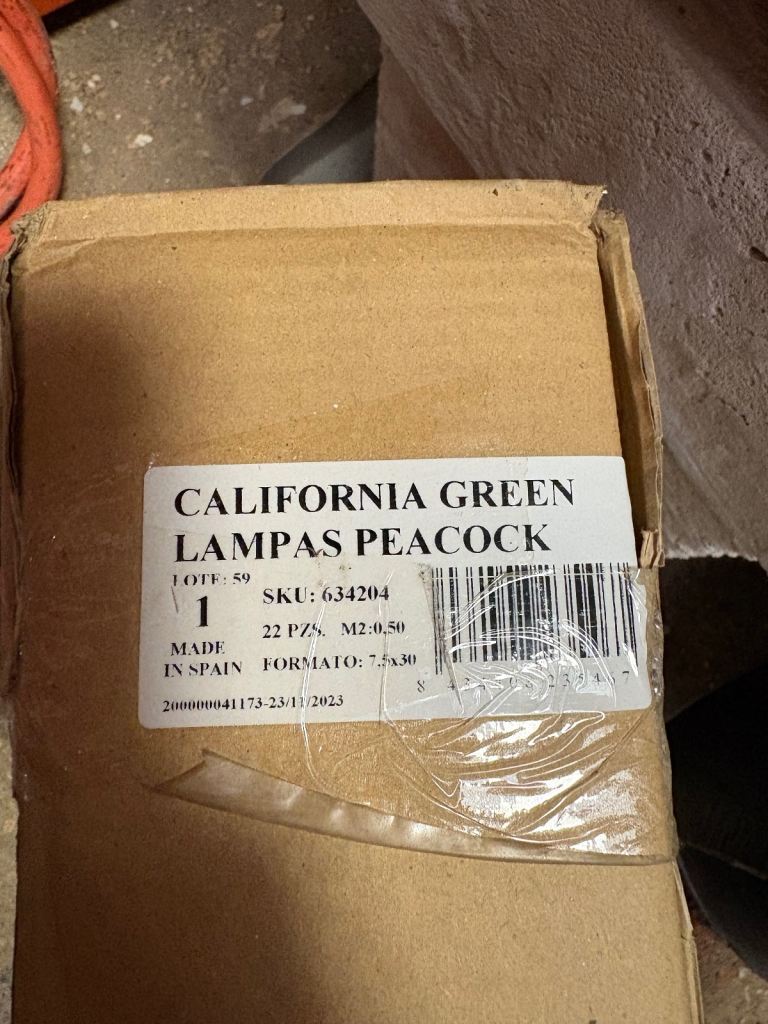 CALIFORNIA GREEN
LAMPAS PEACOCK
LOTE: 59
1
SKU: 634204
22 PZS. M2:0,50
MADE
IN SPAIN
FORMATO: 7,5x30
200000041173-23/11/2023